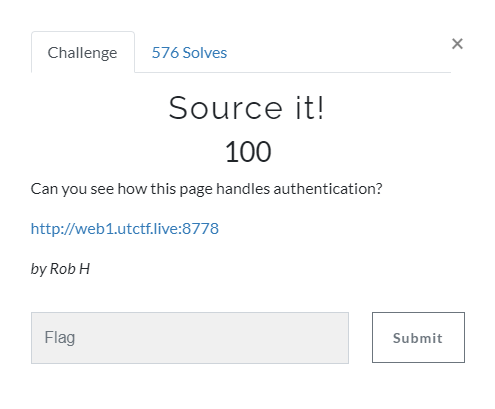 Challenge
576 Solves
×
Source it!
100
Can you see how this page handles authentication?
http://web1.utctf.live:8778
by Rob H
Flag
Submit